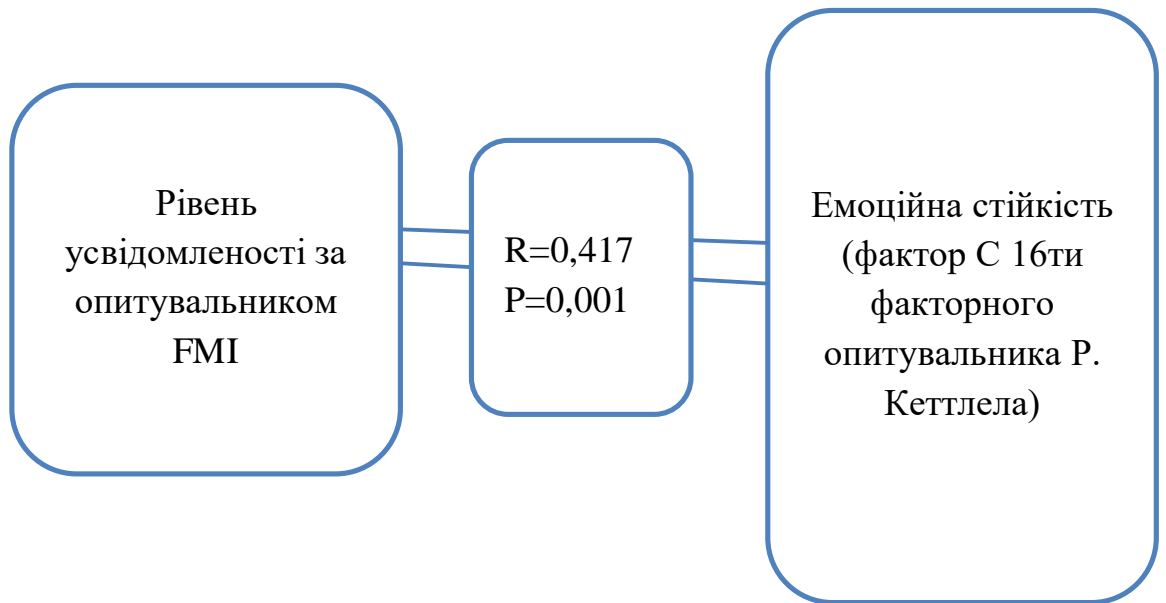 Рівень
усвідомленості за
опитувальником
FMI
R=0,417
P=0,001
Емоційна стійкість
(фактор С 16ти
факторного
опитувальника Р.
Кеттлела)